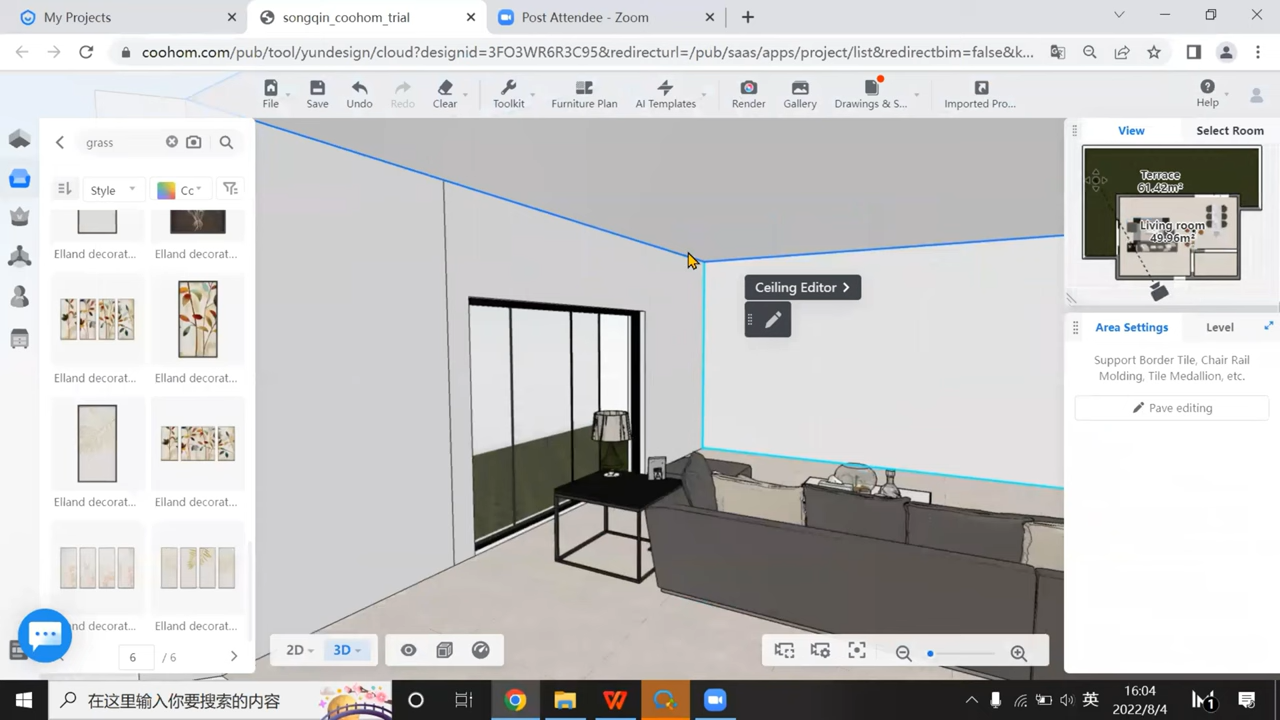 My Projects
songqin_coohom_trial
Post Attendee - Zoom
coohom.com/pub/tool/yundesign/cloud?designid=3FO3WR6R3C95&redirecturl=/pub/saas/apps/project/list&redirectbim=false&k...
File
Save
Undo
Redo
Clear
Toolkit
Furniture Plan
AI Templates
Render
Gallery
Drawings & S...
Imported Pro...
Help
grass
Style
Cc
Elland decorat...
Elland decorat...
Elland decorat...
Elland decorat...
Elland decorat...
Elland decorat...
decorat...
Elland decorat...
6 / 6
Ceiling Editor
2D
3D
View
Select Room
Terrace
61.42m²
Living room
49.96m²
Area Settings
Level
Support Border Tile, Chair Rail
Molding, Tile Medallion, etc.
Pave editing
在这里输入你要搜索的内容
英
16:04
2022/8/4
1